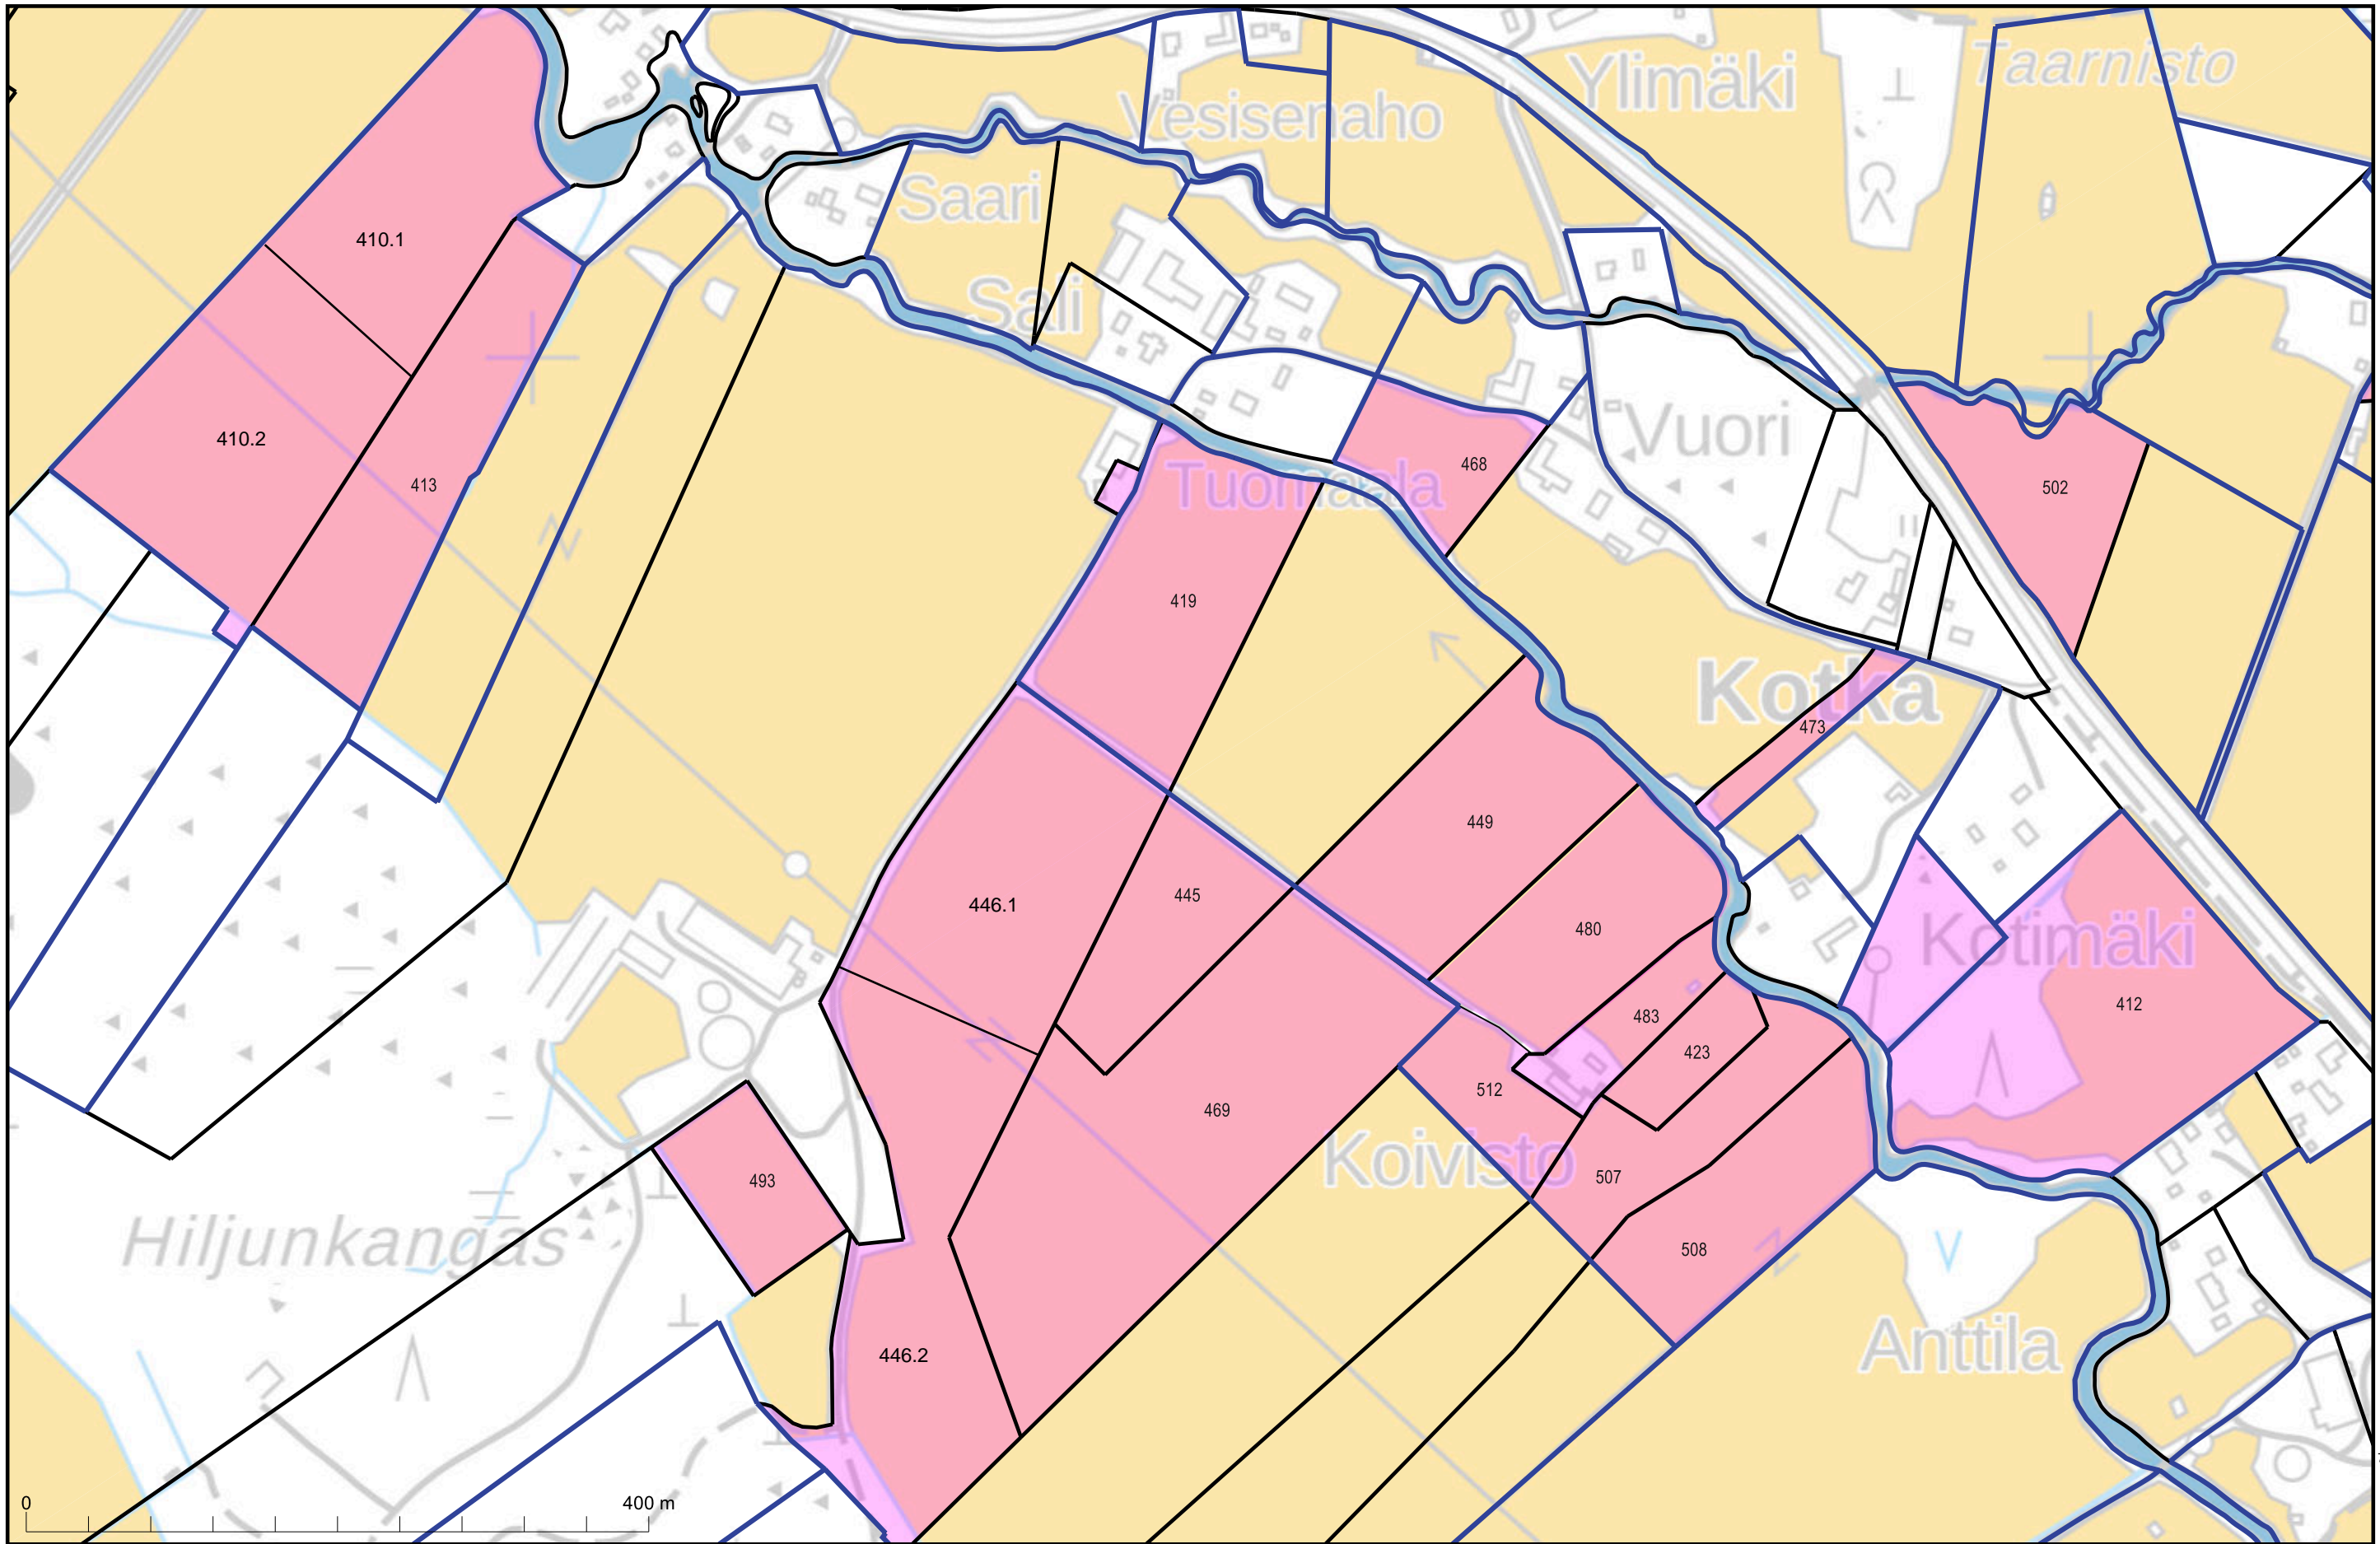 Ylimäki
Taarnisto
Vesisenaho
Saari
410.1
Sali
Vuori
410.2
468
413
Tuomaala
502
419
Kotka
473
449
445
446.1
480
Kotimäki
412
483
423
512
469
Koivisto
507
493
Hiljunkangas
508
Anttila
446.2
0
400 m